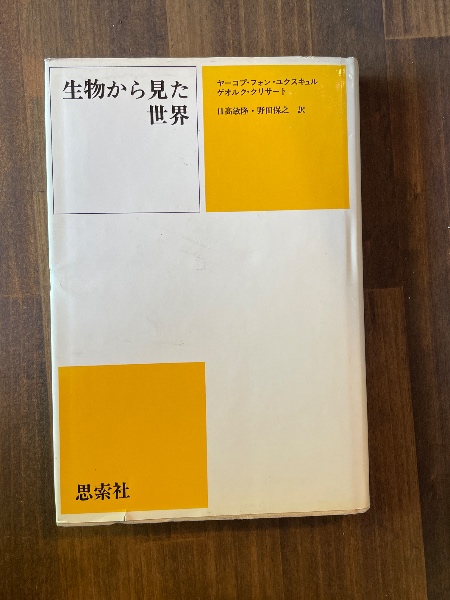 生物から見た
世界
ヤーコプ・フォン・ユクスキュル
ゲオルク・クリサート
日高敏隆・野田保之 訳
思索社